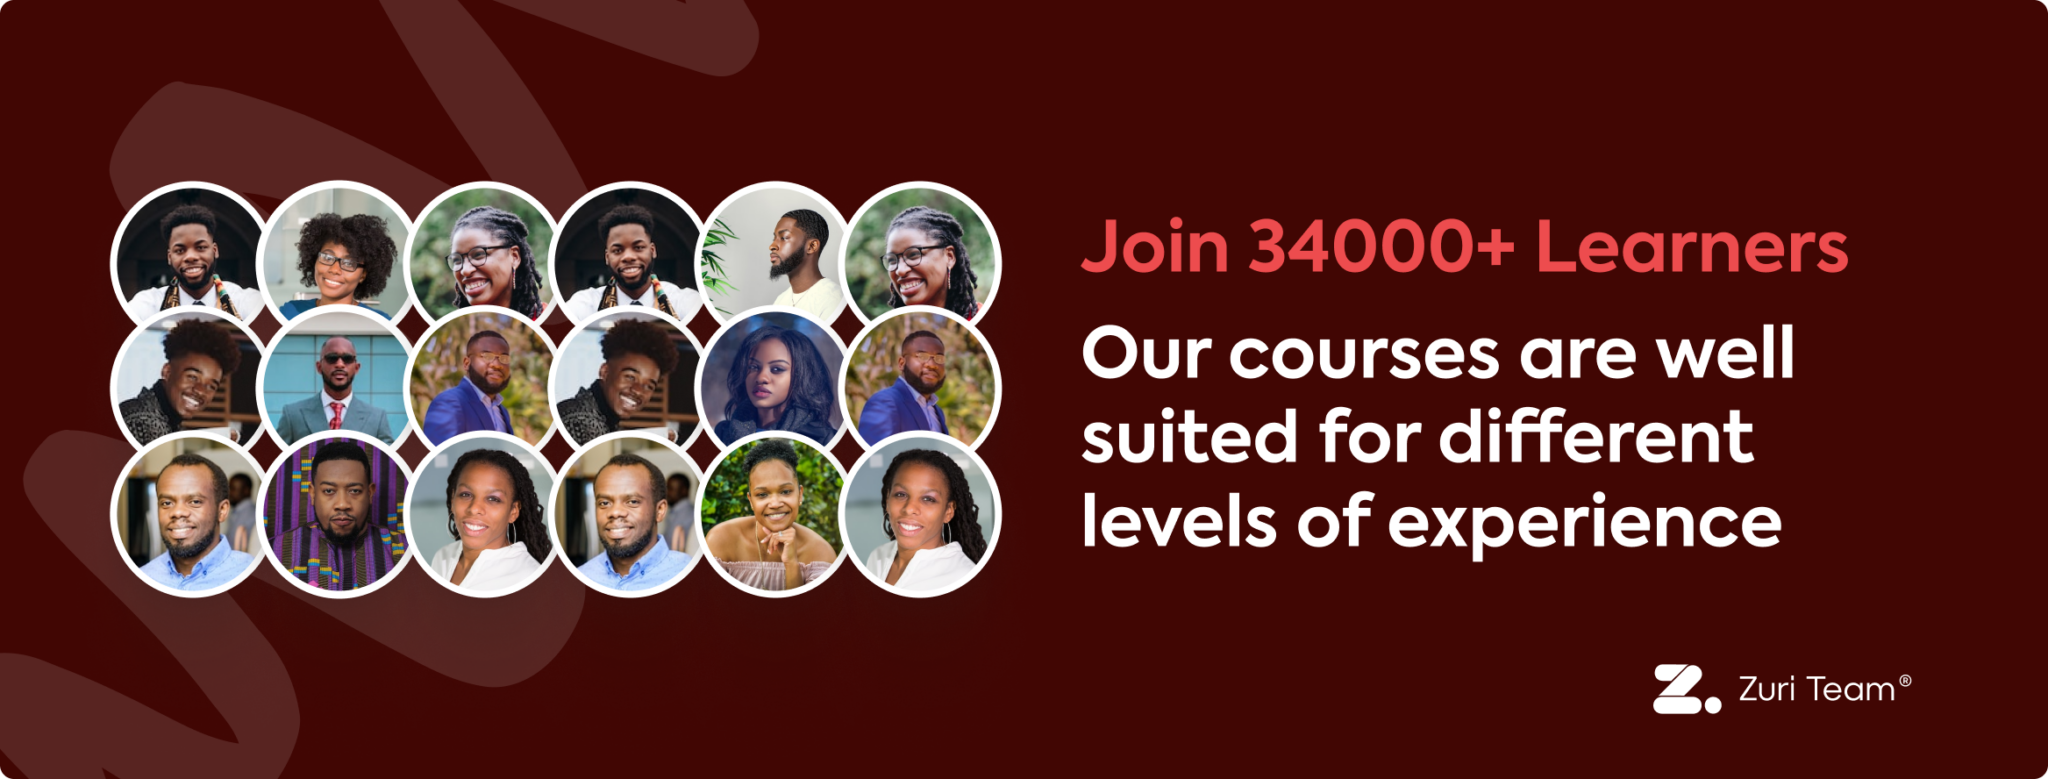 Join 34000+ Learners
Our courses are well
suited for different
levels of experience
Z. Zuri Team®